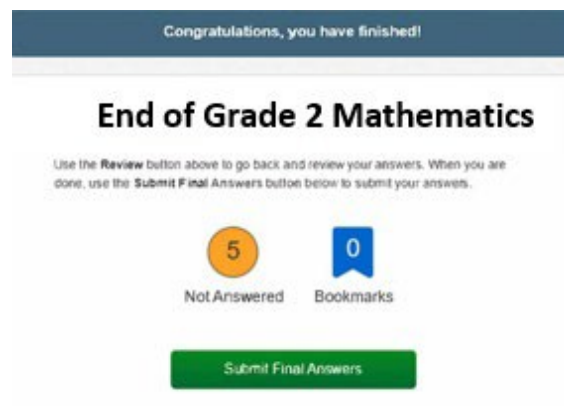 Congratulations, you have finished!
End of Grade 2 Mathematics
Use the Review button above to go back and review your answers. When you are
done, use the Submit Final Answers button below to submit your answers.
5
0
Not Answered
Bookmarks
Submit Final Answers